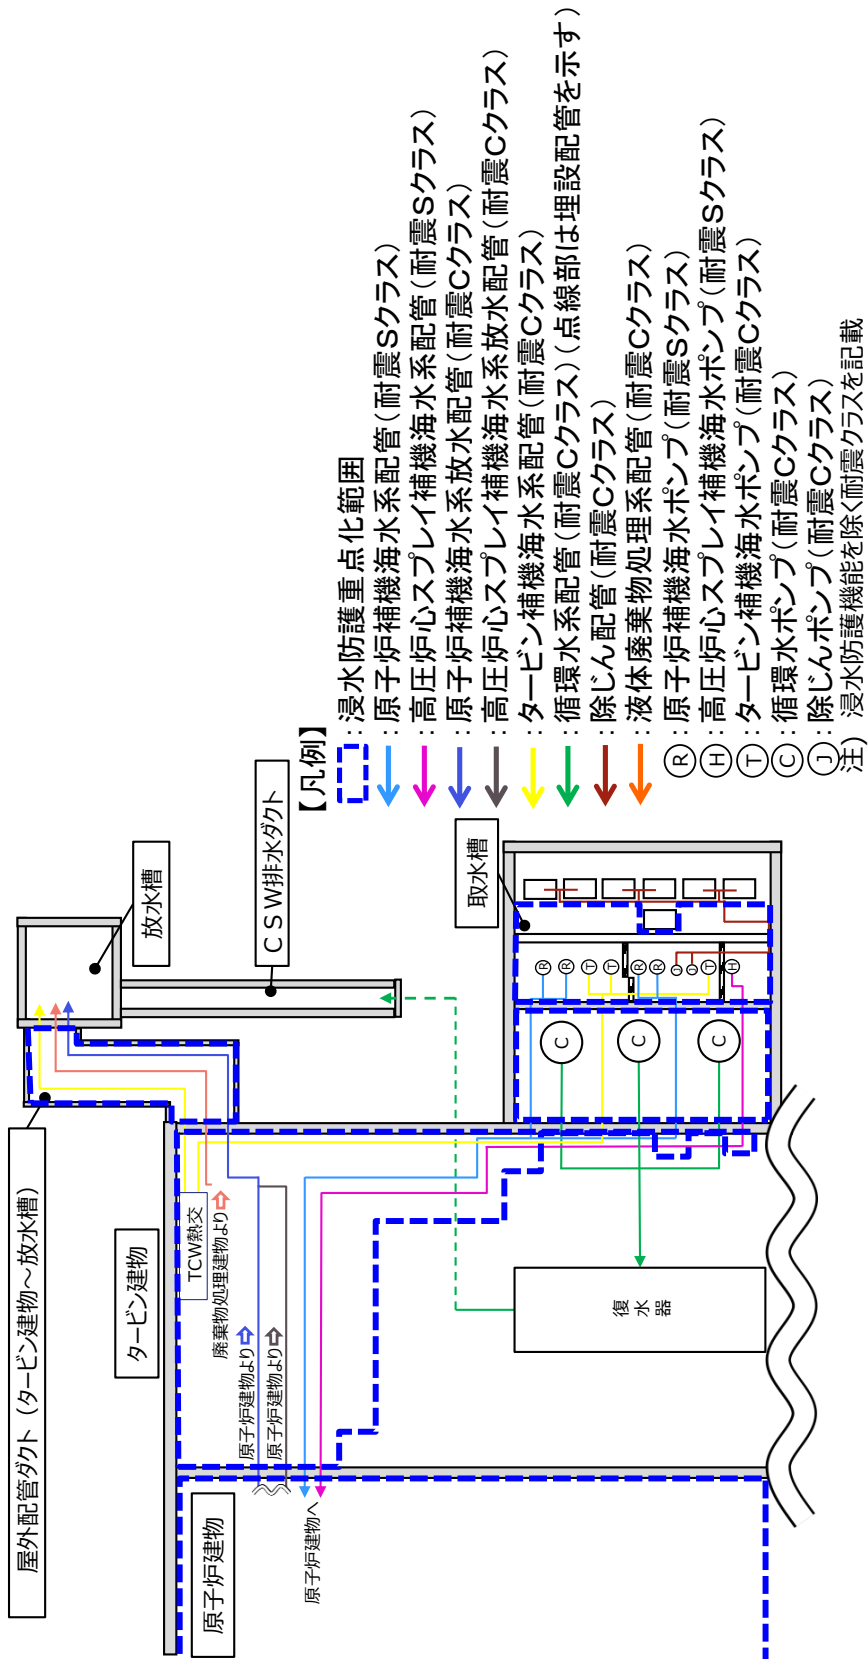 屋外配管ダクト（タービン建物～放水槽）
タービン建物
原子炉建物
放水槽
ＣＳＷ排水ダクト
取水槽
TCW熱交
廃棄物処理建物より
原子炉建物より
原子炉建物より
原子炉建物へ
復水器
R
R
T
T
R
R
J
J
T
H
C
C
C
【凡例】
：浸水防護重点化範囲
：原子炉補機海水系配管（耐震Sクラス）
：高圧炉心スプレイ補機海水系配管（耐震Sクラス）
：原子炉補機海水系放水配管（耐震Cクラス）
：高圧炉心スプレイ補機海水系放水配管（耐震Cクラス）
：タービン補機海水系配管（耐震Cクラス）
：循環水系配管（耐震Cクラス）（点線部は埋設配管を示す）
：除じん配管（耐震Cクラス）
：液体廃棄物処理系配管（耐震Cクラス）
Ⓡ：原子炉補機海水ポンプ（耐震Sクラス）
Ⓗ：高圧炉心スプレイ補機海水ポンプ（耐震Sクラス）
Ⓣ：タービン補機海水ポンプ（耐震Cクラス）
Ⓒ：循環水ポンプ（耐震Cクラス）
Ⓙ：除じんポンプ（耐震Cクラス）
注）浸水防護機能を除く耐震クラスを記載